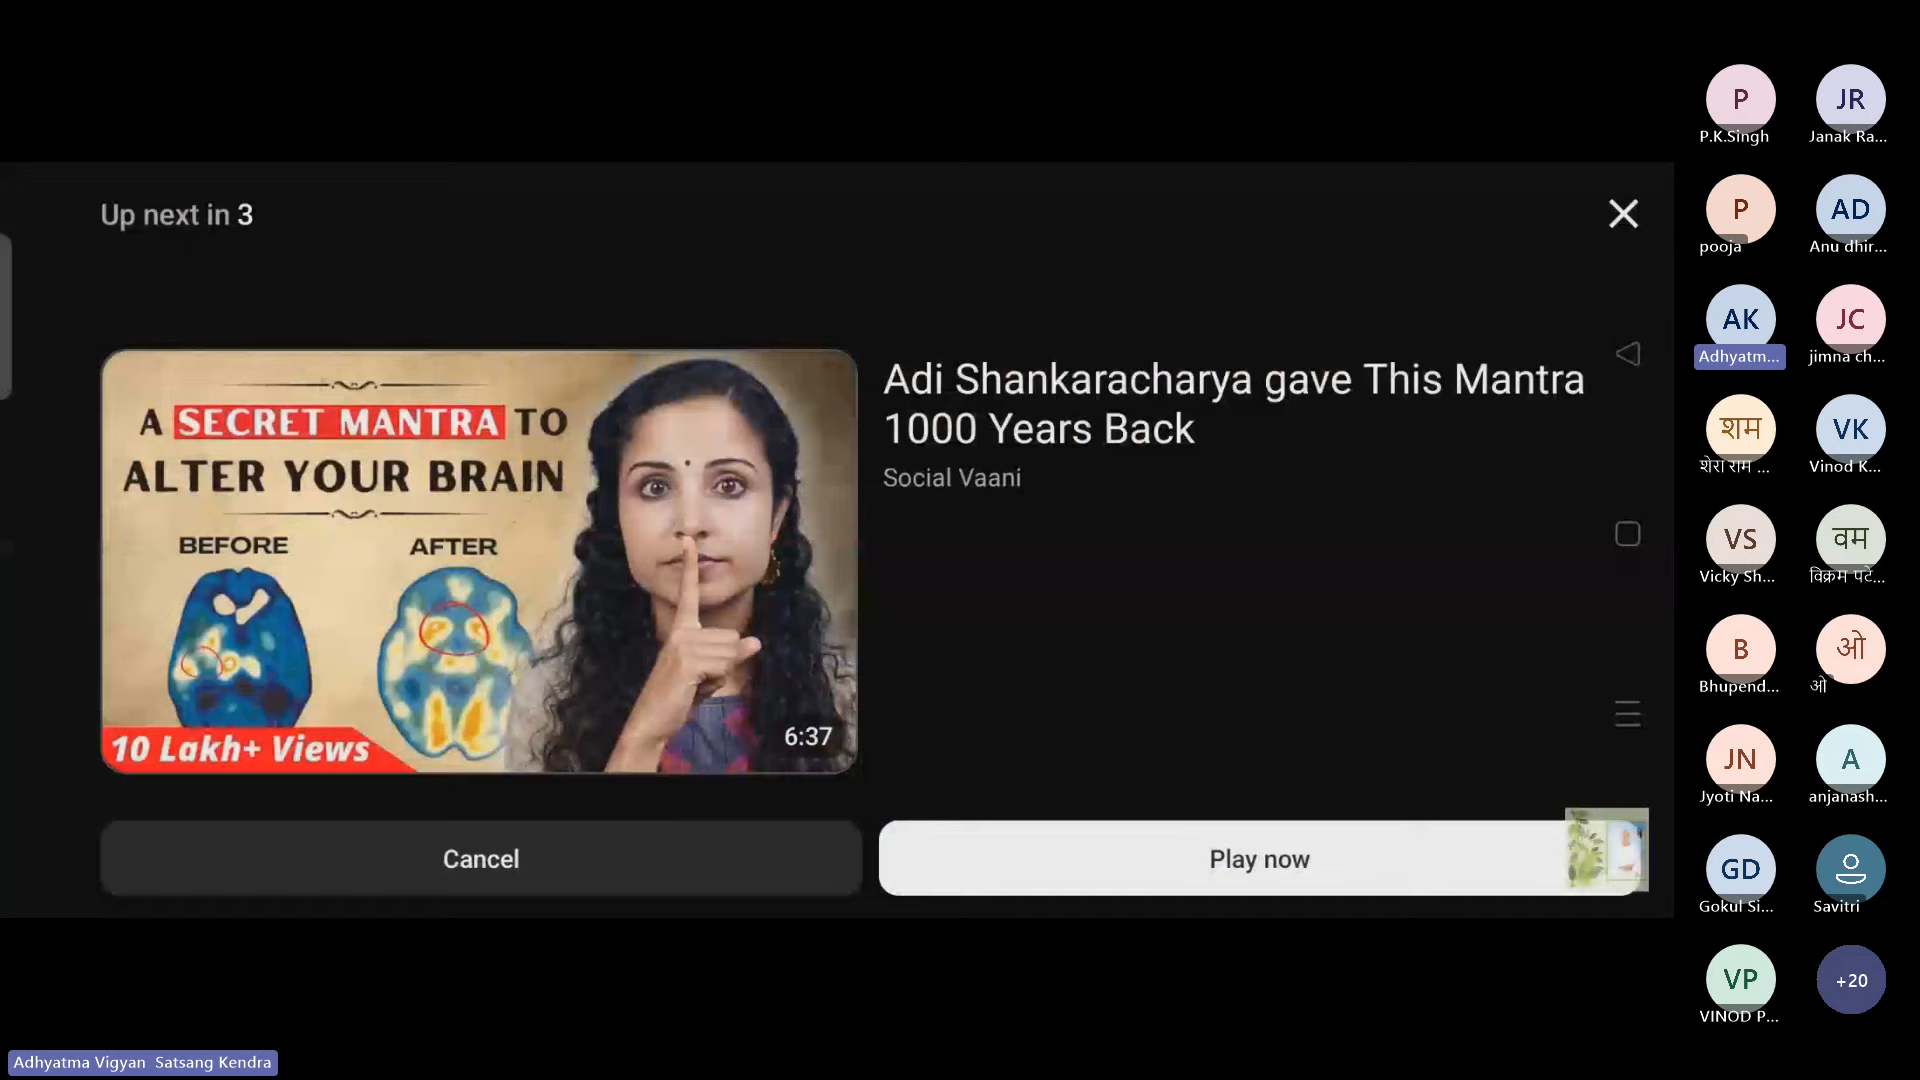 Up next in 3
A SECRET MANTRA TO
ALTER YOUR BRAIN
BEFORE
AFTER
10 Lakh+ Views
6:37
Adi Shankaracharya gave This Mantra
1000 Years Back
Social Vaani
Cancel
Play now
P
P.K.Singh
JR
Janak Ra...
P
pooja
AD
Anu dhir...
AK
Adhyatm...
JC
jimna ch...
शम
शेरा राम ...
VK
Vinod K...
VS
Vicky Sh...
वम
विक्रम पटे...
B
Bhupend...
ओ
ओ
JN
Jyoti Na...
A
anjanash...
GD
Gokul Si...
Savitri
VP
VINOD P...
+20
Adhyatma Vigyan Satsang Kendra